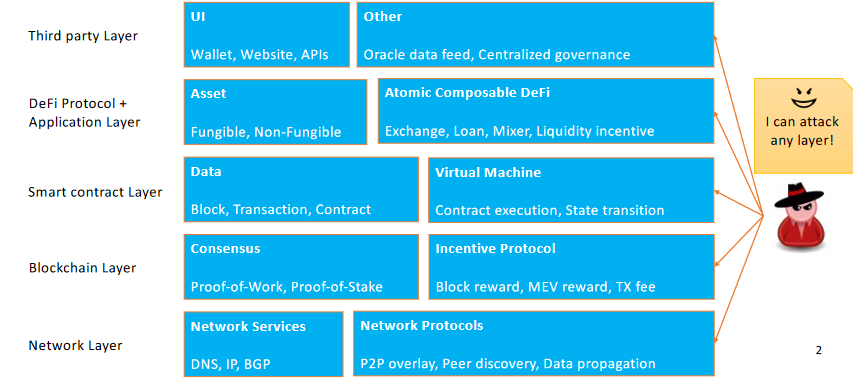 Third party Layer
UI
Wallet, Website, APIs
Other
Oracle data feed, Centralized governance
DeFi Protocol +
Application Layer
Asset
Fungible, Non-Fungible
Atomic Composable DeFi
Exchange, Loan, Mixer, Liquidity incentive
Smart contract Layer
Data
Block, Transaction, Contract
Virtual Machine
Contract execution, State transition
Blockchain Layer
Consensus
Proof-of-Work, Proof-of-Stake
Incentive Protocol
Block reward, MEV reward, TX fee
Network Layer
Network Services
DNS, IP, BGP
Network Protocols
P2P overlay, Peer discovery, Data propagation
I can attack
any layer!
2